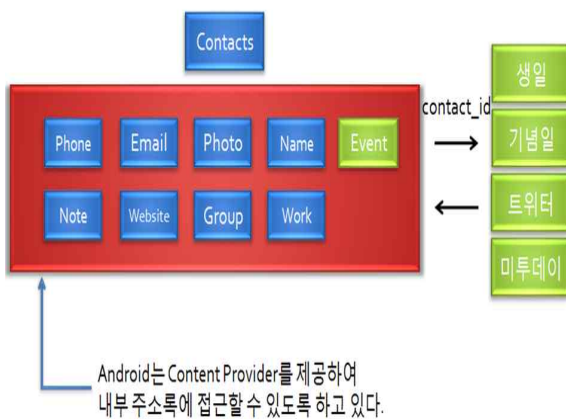 Contacts
Phone Email Photo Name Event
Note Website Group Work
contact_id
생일
기념일
트위터
미투데이
Android는 Content Provider를 제공하여
내부 주소록에 접근할 수 있도록 하고 있다.